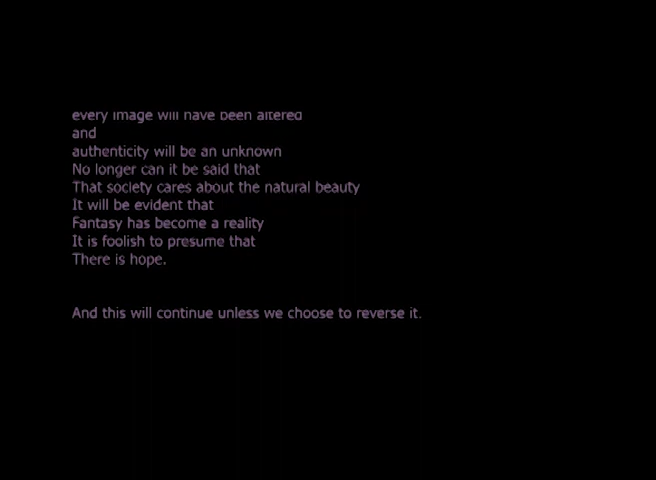 every image will have been altered
and
authenticity will be an unknown
No longer can it be said that
That society cares about the natural beauty
It will be evident that
Fantasy has become a reality
It is foolish to presume that
There is hope.
And this will continue unless we choose to reverse it.